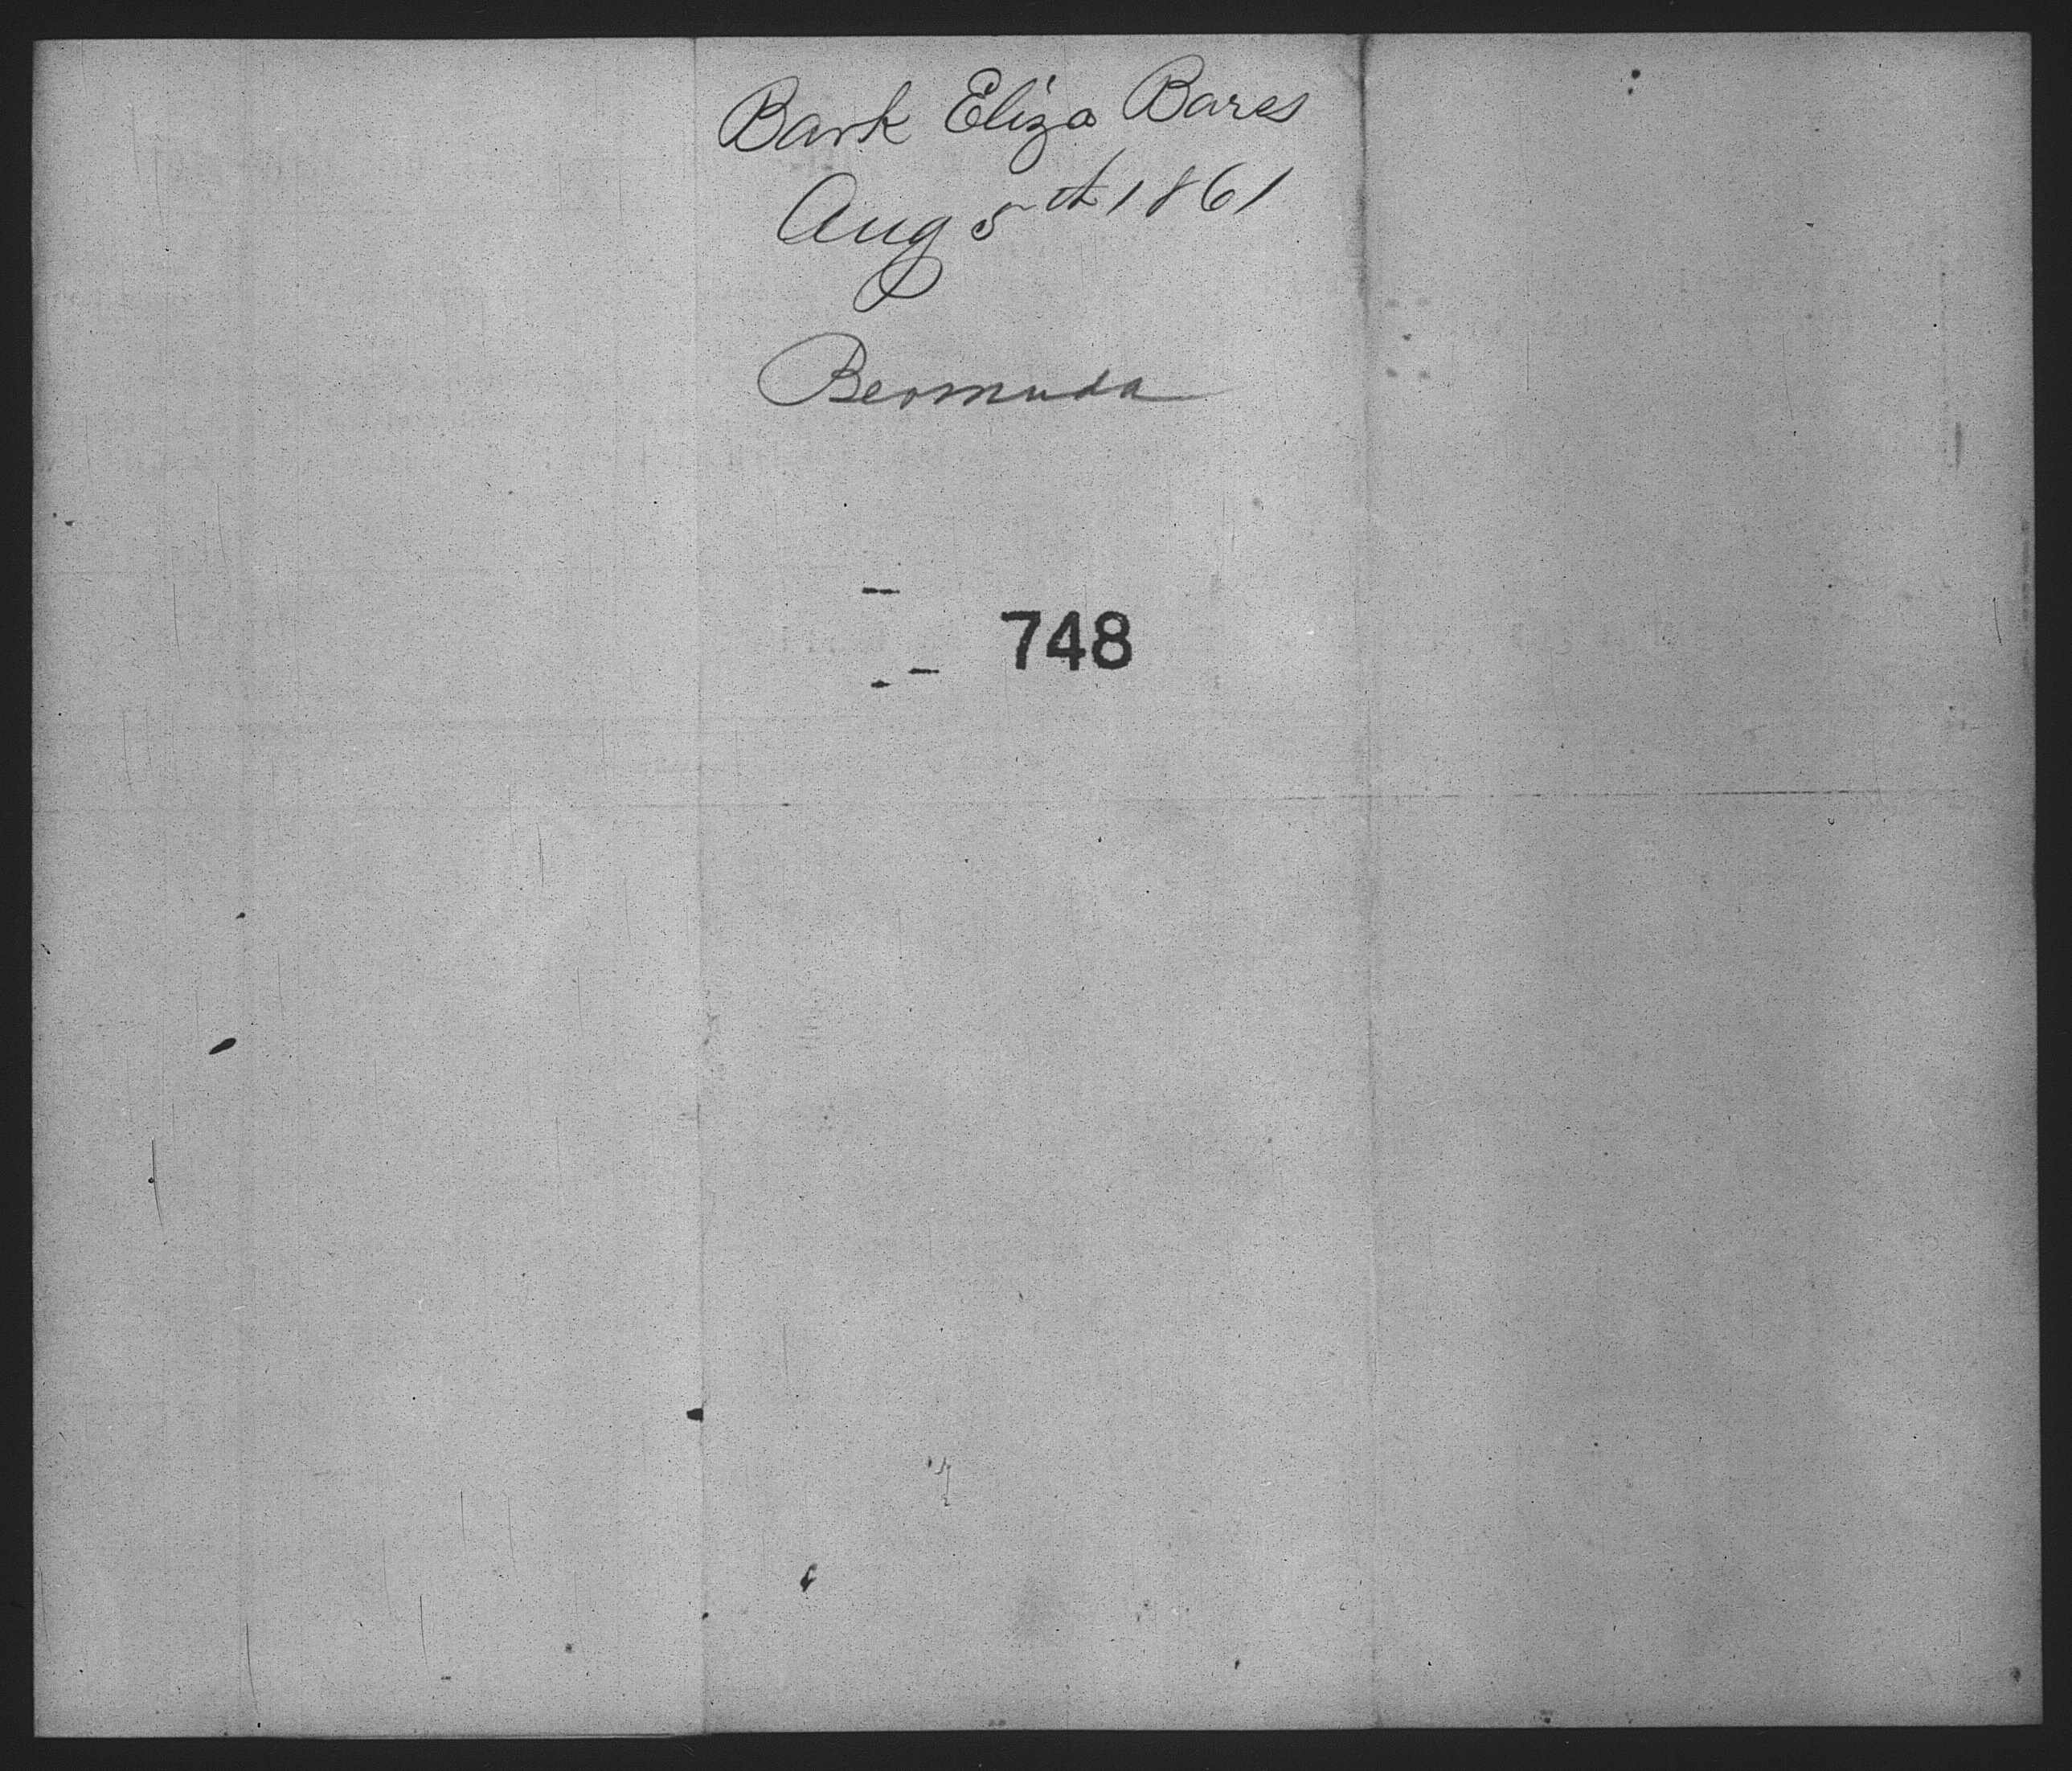 Bark Eliza Bares
Aug 5th 1861
Bermuda
748